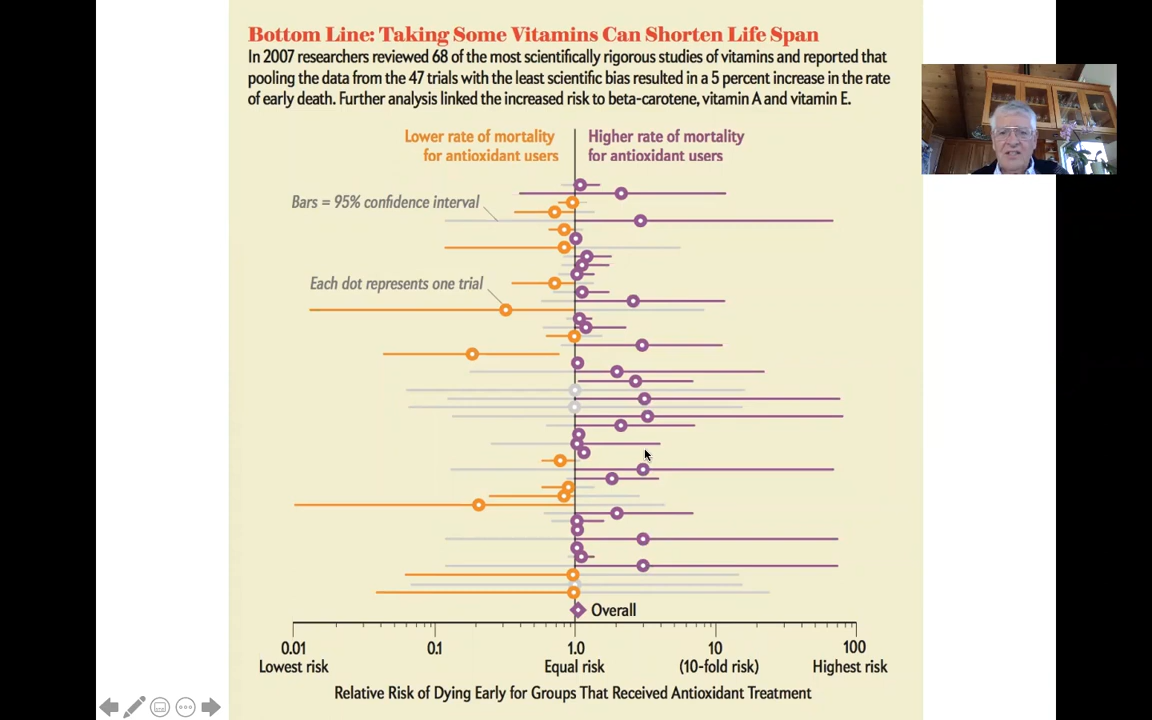 Bottom Line: Taking Some Vitamins Can Shorten Life Span
In 2007 researchers reviewed 68 of the most scientifically rigorous studies of vitamins and reported that
pooling the data from the 47 trials with the least scientific bias resulted in a 5 percent increase in the rate
of early death. Further analysis linked the increased risk to beta-carotene, vitamin A and vitamin E.
Lower rate of mortality
for antioxidant users
Higher rate of mortality
for antioxidant users
Bars = 95% confidence interval
Each dot represents one trial
Overall
0.01
0.1
1.0
10
100
Lowest risk
Equal risk
(10-fold risk)
Highest risk
Relative Risk of Dying Early for Groups That Received Antioxidant Treatment